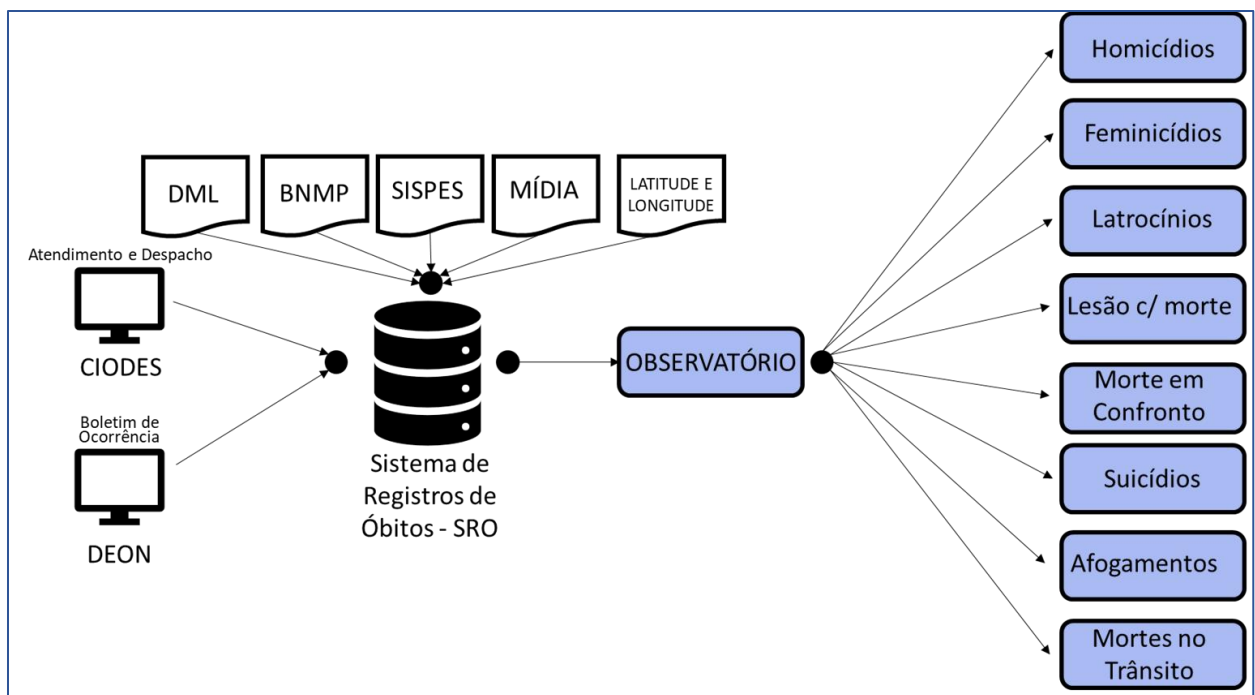 Homicídios
Feminicídios
DML
BNMP
SISPES
MÍDIA
LATITUDE E
LONGITUDE
Latrocínios
Atendimento e Despacho
CIODES
Lesão c/ morte
OBSERVATÓRIO
Morte em
Confronto
Boletim de
Ocorrência
DEON
Sistema de
Registros de
Óbitos - SRO
Suicídios
Afogamentos
Mortes no
Trânsito